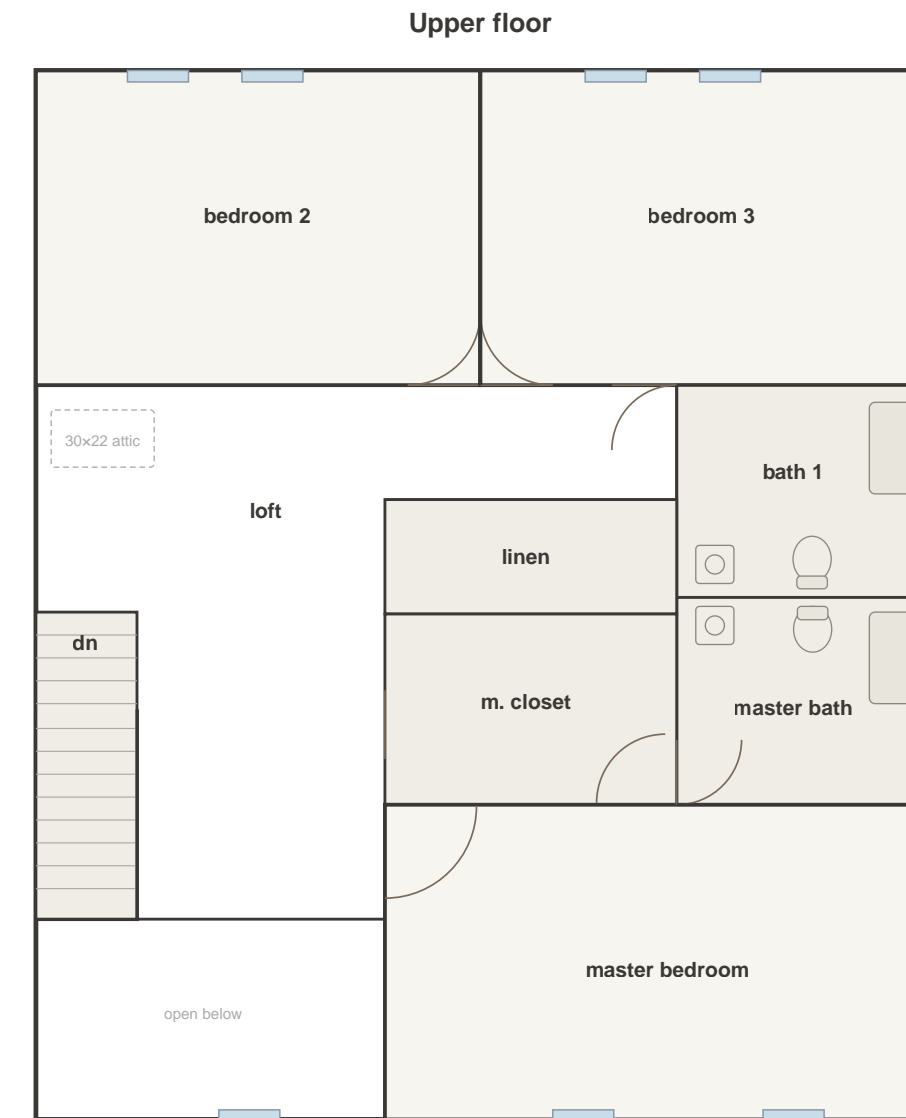 Upper floor
bedroom 2
bedroom 3
30×22 attic
bath 1
loft
linen
dn
m. closet
master bath
master bedroom
open below